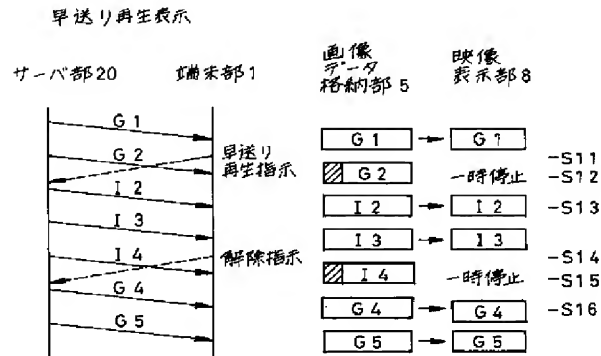 早送り再生表示
サーバ部20 端末部1 画像データ格納部5 映像表示部8
G1
G2
I2
I3
I4
G4
G5
早送り
再生指示
解除指示
G1 G1
G2 一時停止
I2 I2
I3 I3
I4 一時停止
G4 G4
G5 G5
-S11
-S12
-S13
-S14
-S15
-S16